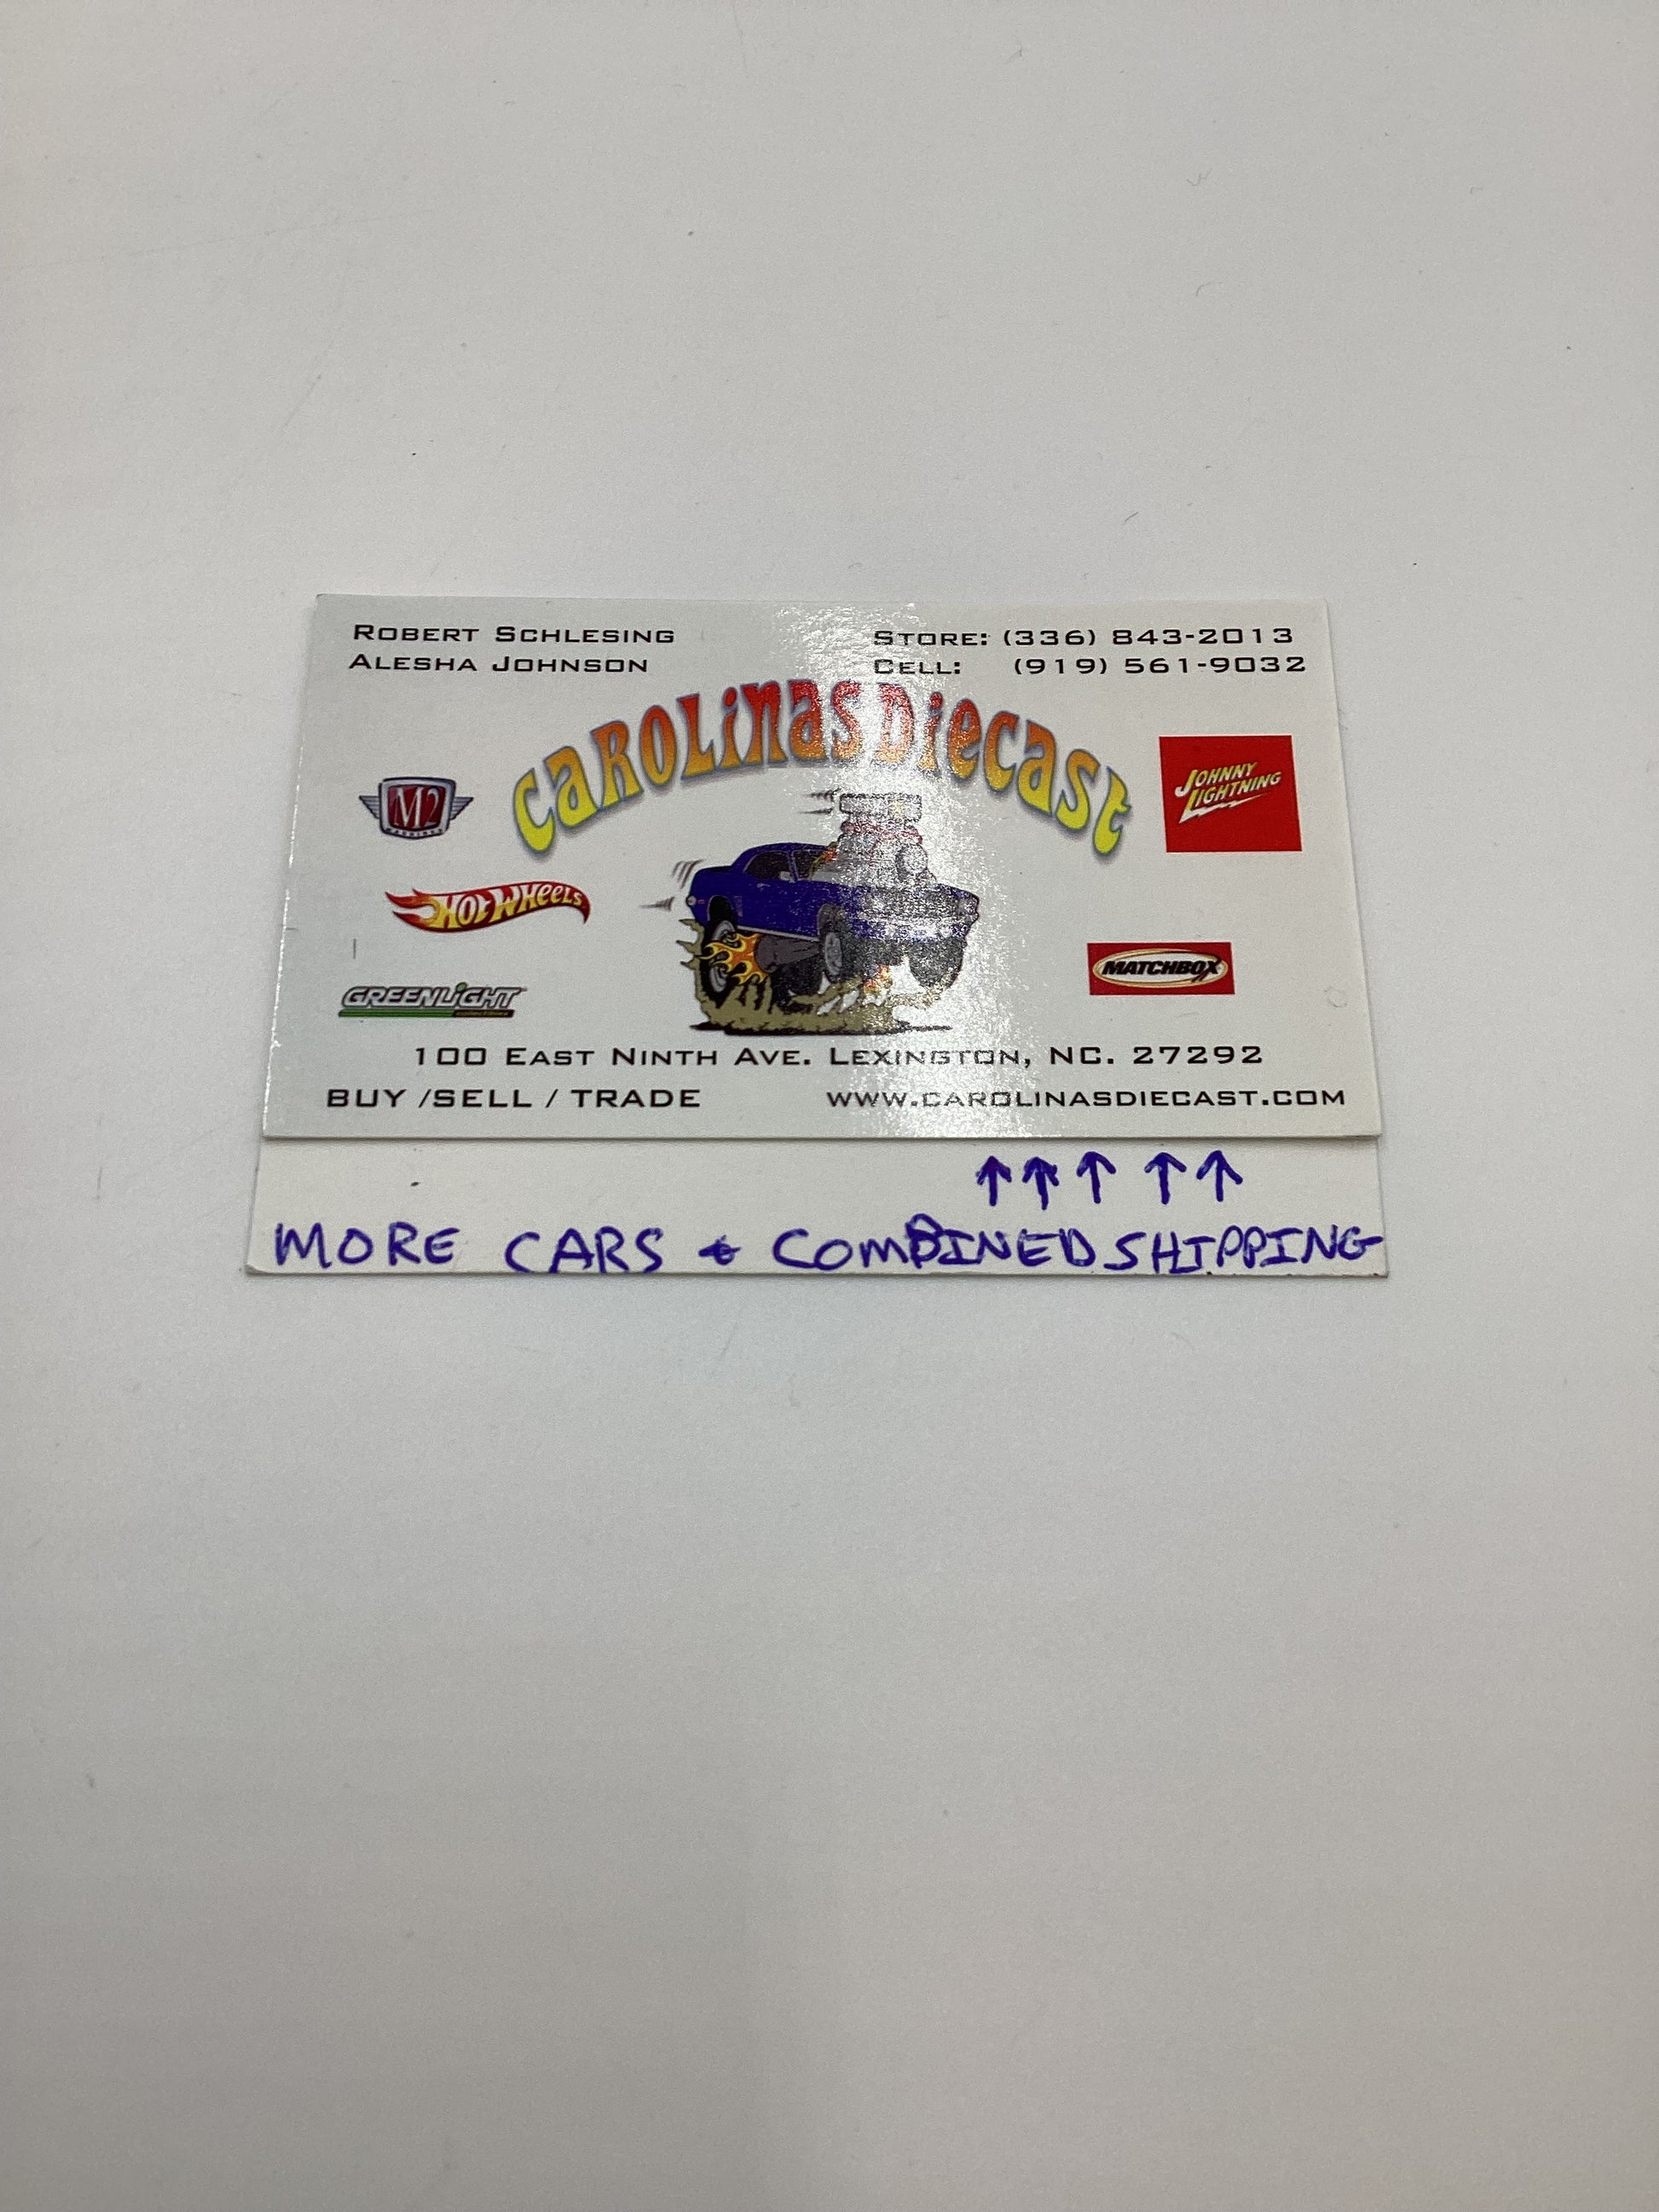 ROBERT SCHLESING
ALESHA JOHNSON
STORE: (336) 843-2013
CELL: (919) 561-9032
CAROLINAS DIECAST
M2
MACHINES
JOHNNY
LIGHTNING
HOT WHEELS
MATCHBOX
GREENLIGHT
collectibles
100 EAST NINTH AVE. LEXINGTON, NC. 27292
BUY /SELL / TRADE
WWW.CAROLINASDIECAST.COM
↑↑↑ ↑↑
MORE CARS & COMBINED SHIPPING